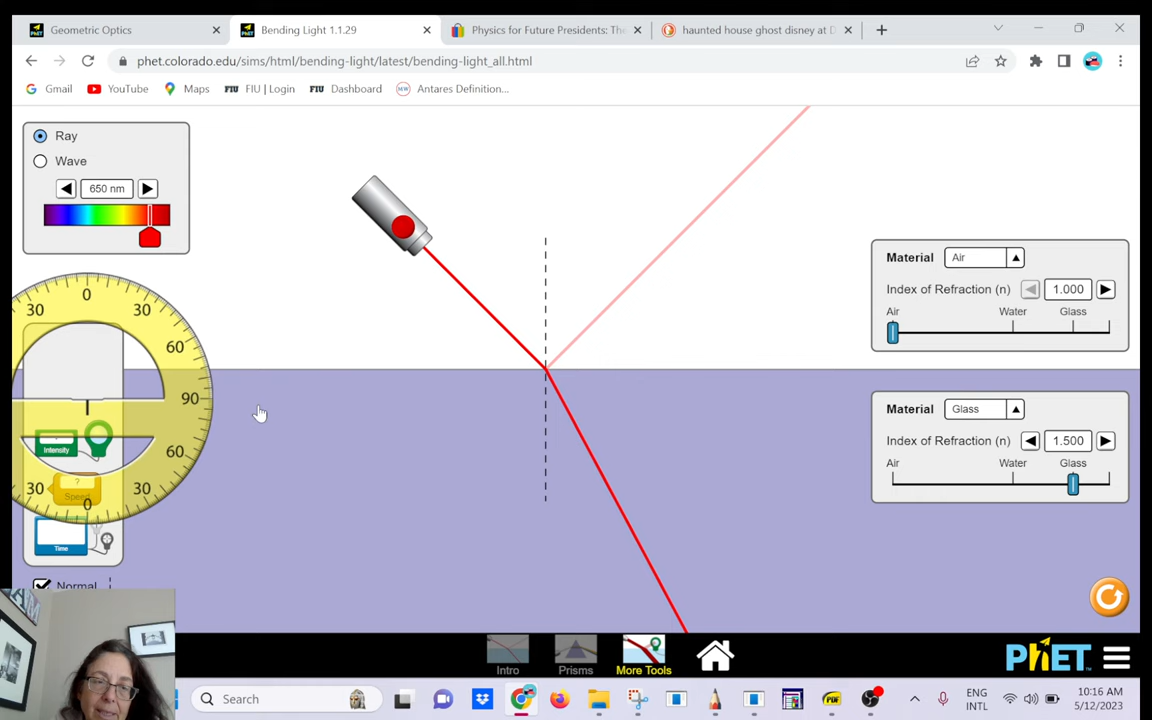 Geometric Optics
Bending Light 1.1.29
Physics for Future Presidents: The
haunted house ghost disney at D
phet.colorado.edu/sims/html/bending-light/latest/bending-light_all.html
Gmail
YouTube
Maps
FIU FIU | Login
FIU Dashboard
MW Antares Definition...
Ray
Wave
650 nm
0
30 30
60
90
60
30 30
0
Intensity
?
Speed
Time
Normal
Material Air
Index of Refraction (n) 1.000
Air Water Glass
Material Glass
Index of Refraction (n) 1.500
Air Water Glass
Intro
Prisms
More Tools
PhET
Search
PDF
ENG
INTL
10:16 AM
5/12/2023